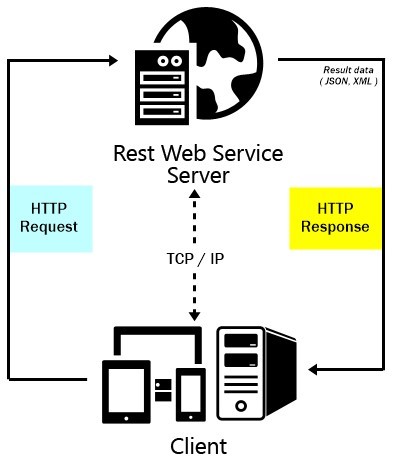 Result data
( JSON, XML )
Rest Web Service
Server
HTTP
Request
HTTP
Response
TCP / IP
Client